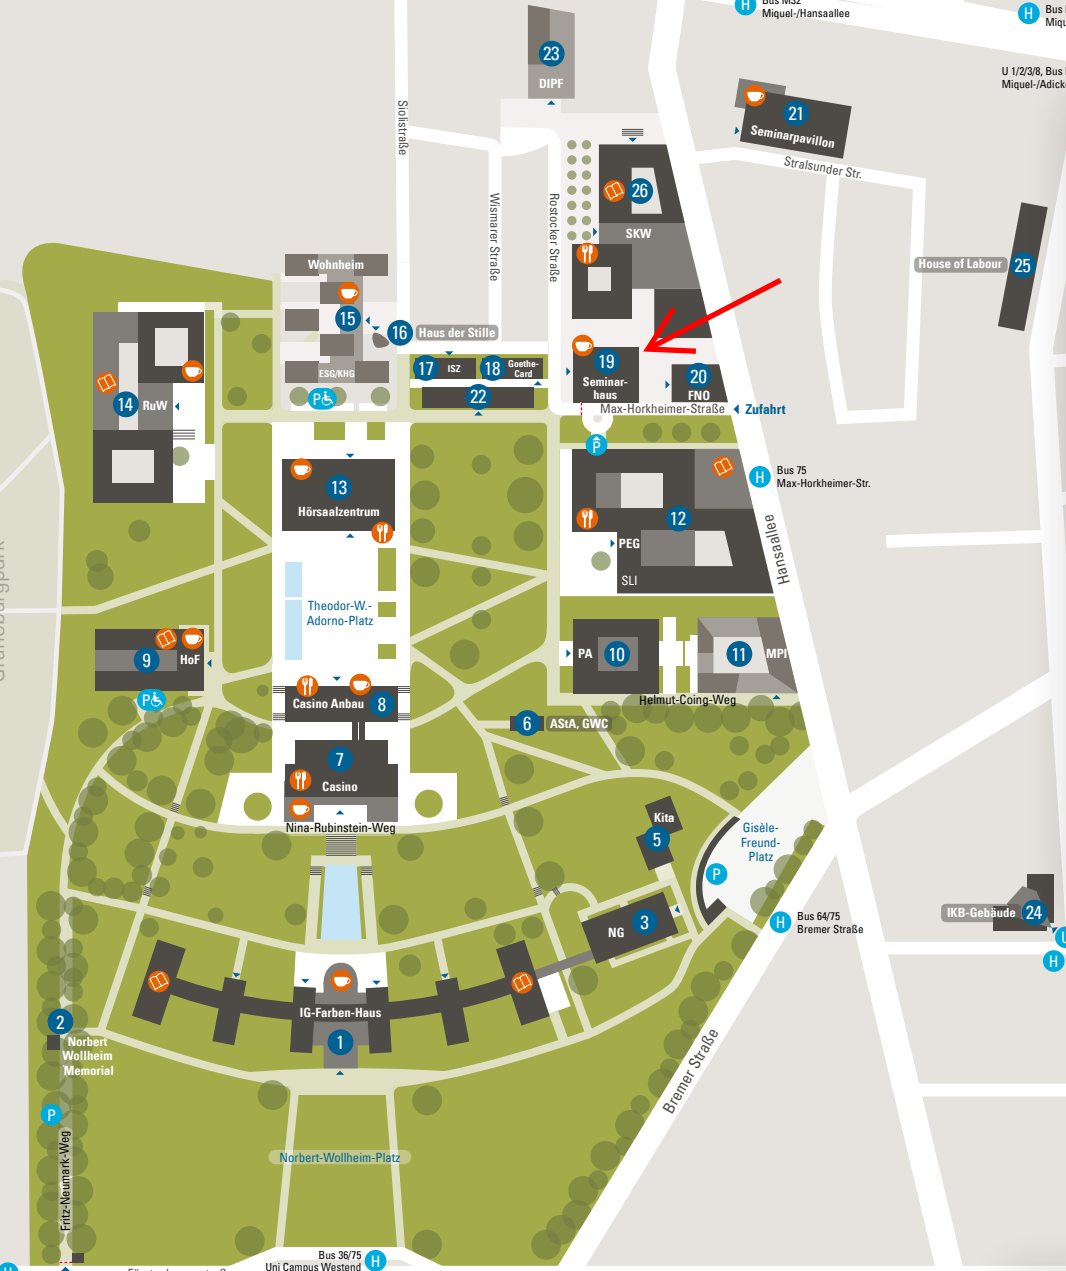 Bus M32
Miquel-/Hansaallee
H
H
Bus
U 1/2/3/8, Bus
Miquel-/Adick
23
DIPF
21
Seminarpavillon
Stralsunder Str.
Siolistraße
Wismarer Straße
Rostocker Straße
26
SKW
House of Labour
25
Wohnheim
15
16
Haus der Stille
ESG/KHG
17
ISZ
18
Goethe-
Card
22
19
Seminar-
haus
20
FNO
Max-Horkheimer-Straße
Zufahrt
P
P
14
RuW
13
Hörsaalzentrum
H
Bus 75
Max-Horkheimer-Str.
12
PEG
SLI
Hansaallee
Grüneburgpark
Theodor-W.-
Adorno-Platz
9
HoF
P
PA
10
11
MPI
Helmut-Coing-Weg
Casino Anbau
8
6
AStA, GWC
7
Casino
Nina-Rubinstein-Weg
Kita
5
Gisèle-
Freund-
Platz
P
3
NG
H
Bus 64/75
Bremer Straße
IKB-Gebäude
24
U
H
IG-Farben-Haus
1
2
Norbert
Wollheim
Memorial
P
Fritz-Neumark-Weg
Bremer Straße
Norbert-Wollheim-Platz
Bus 36/75
Uni Campus Westend
H
H